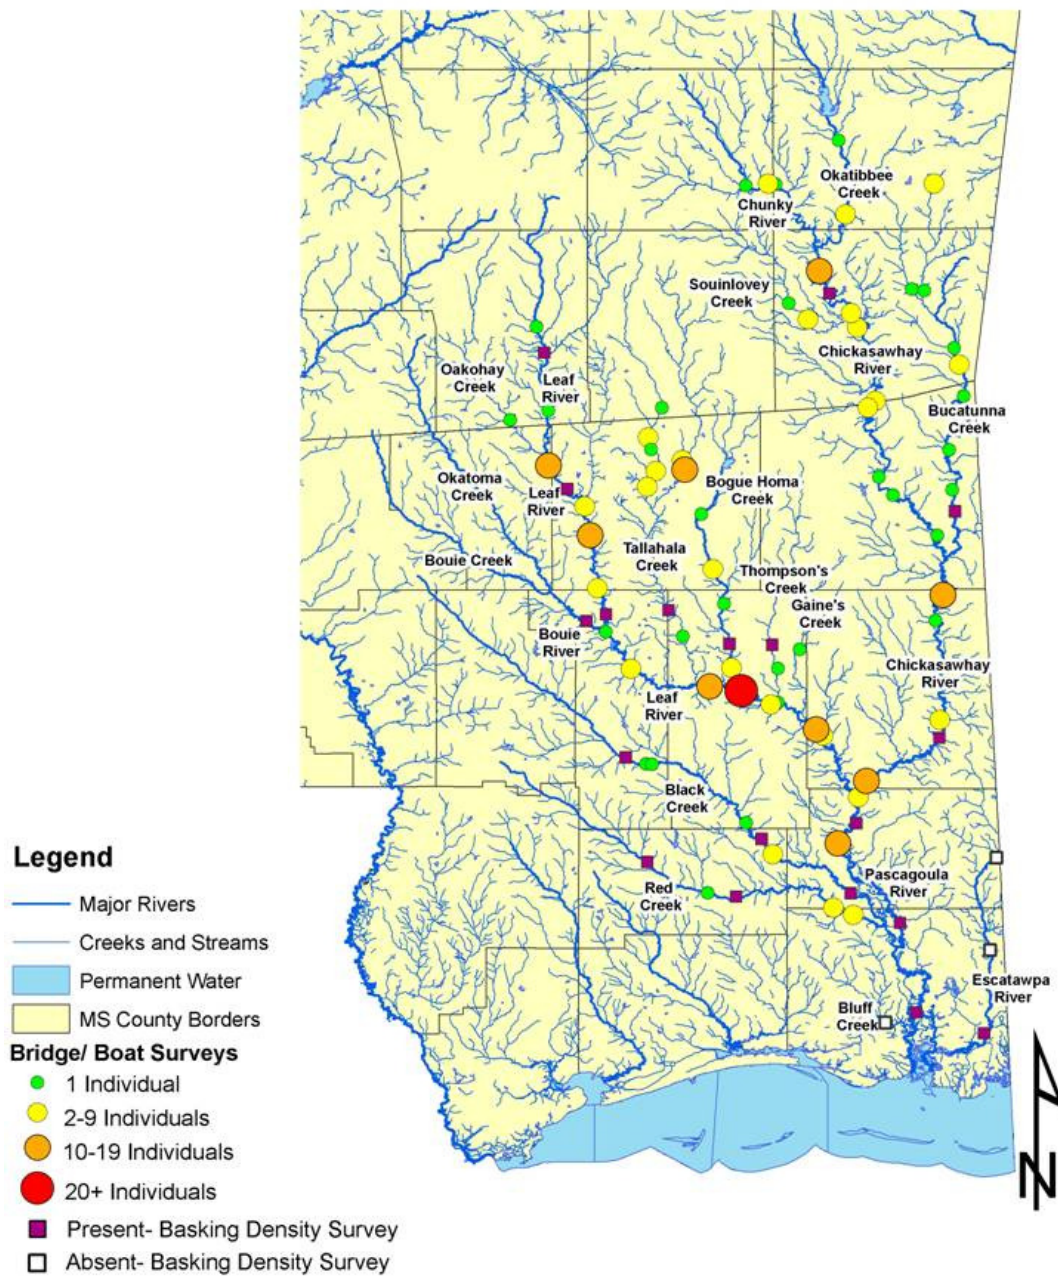 Okatibbee
Creek
Chunky
River
Souinlovey
Creek
Chickasawhay
River
Oakohay
Creek
Leaf
River
Bucatunna
Creek
Okatoma
Creek
Leaf
River
Bogue Homa
Creek
Tallahala
Creek
Bouie Creek
Thompson's
Creek
Gaine's
Creek
Bouie
River
Chickasawhay
River
Leaf
River
Black
Creek
Pascagoula
River
Red
Creek
Escatawpa
River
Bluff
Creek
N
Legend
Major Rivers
Creeks and Streams
Permanent Water
MS County Borders
Bridge/ Boat Surveys
1 Individual
2-9 Individuals
10-19 Individuals
20+ Individuals
Present- Basking Density Survey
Absent- Basking Density Survey